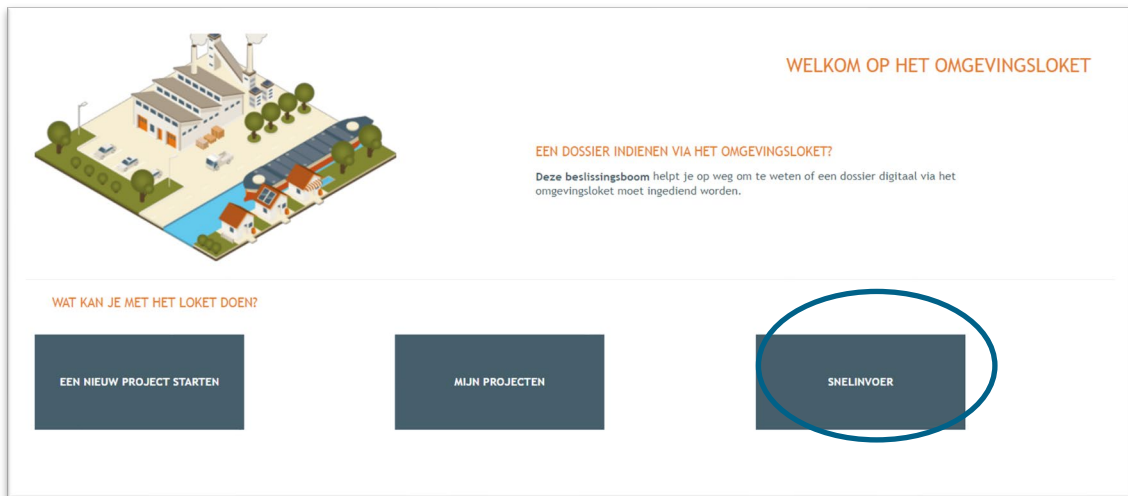 WELKOM OP HET OMGEVINGSLOKET
EEN DOSSIER INDIENEN VIA HET OMGEVINGSLOKET?
Deze beslissingsboom helpt je op weg om te weten of een dossier digitaal via het
omgevingsloket moet ingediend worden.
WAT KAN JE MET HET LOKET DOEN?
EEN NIEUW PROJECT STARTEN
MIJN PROJECTEN
SNELINVOER